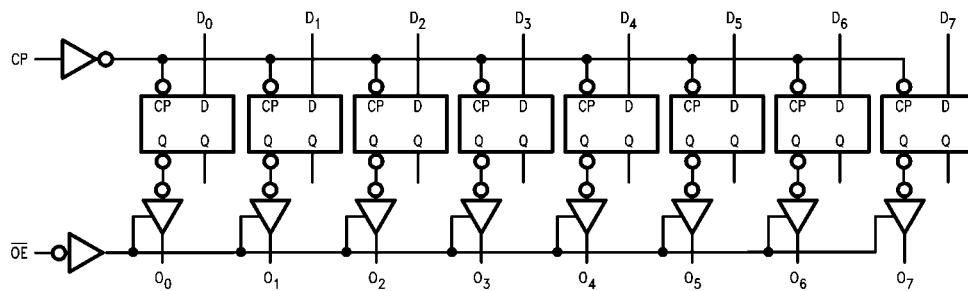 D0 D1 D2 D3 D4 D5 D6 D7
CP
CP D CP D CP D CP D CP D CP D CP D CP D
Q Q Q Q Q Q Q Q Q Q Q Q Q Q Q Q
O̅E̅
O0 O1 O2 O3 O4 O5 O6 O7